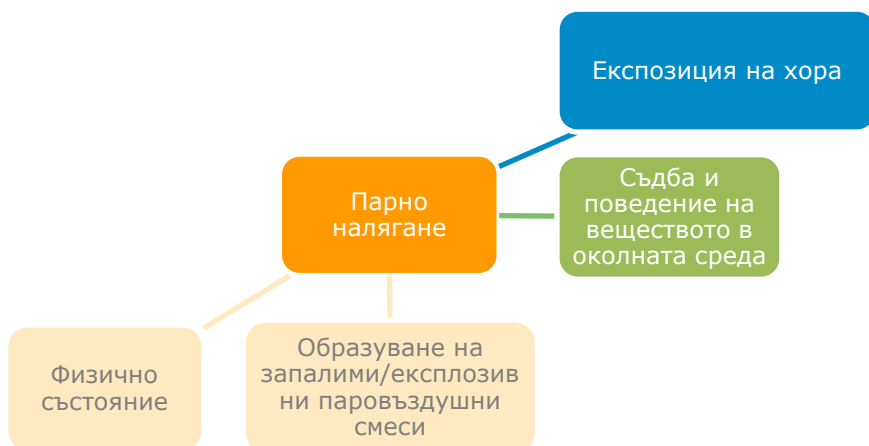 Експозиция на хора
Парно
налягане
Съдба и
поведение на
веществото в
околната среда
Физично
състояние
Образуване на
запалими/експлозив
ни паровъздушни
смеси